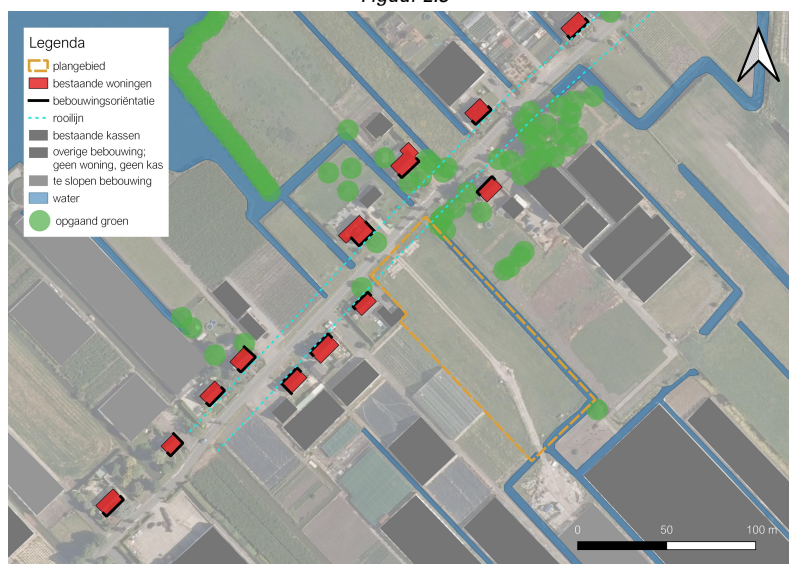 Figuur 2.3
Legenda
plangebied
bestaande woningen
bebouwingsoriëntatie
rooilijn
bestaande kassen
overige bebouwing;
geen woning, geen kas
te slopen bebouwing
water
opgaand groen
0 50 100 m